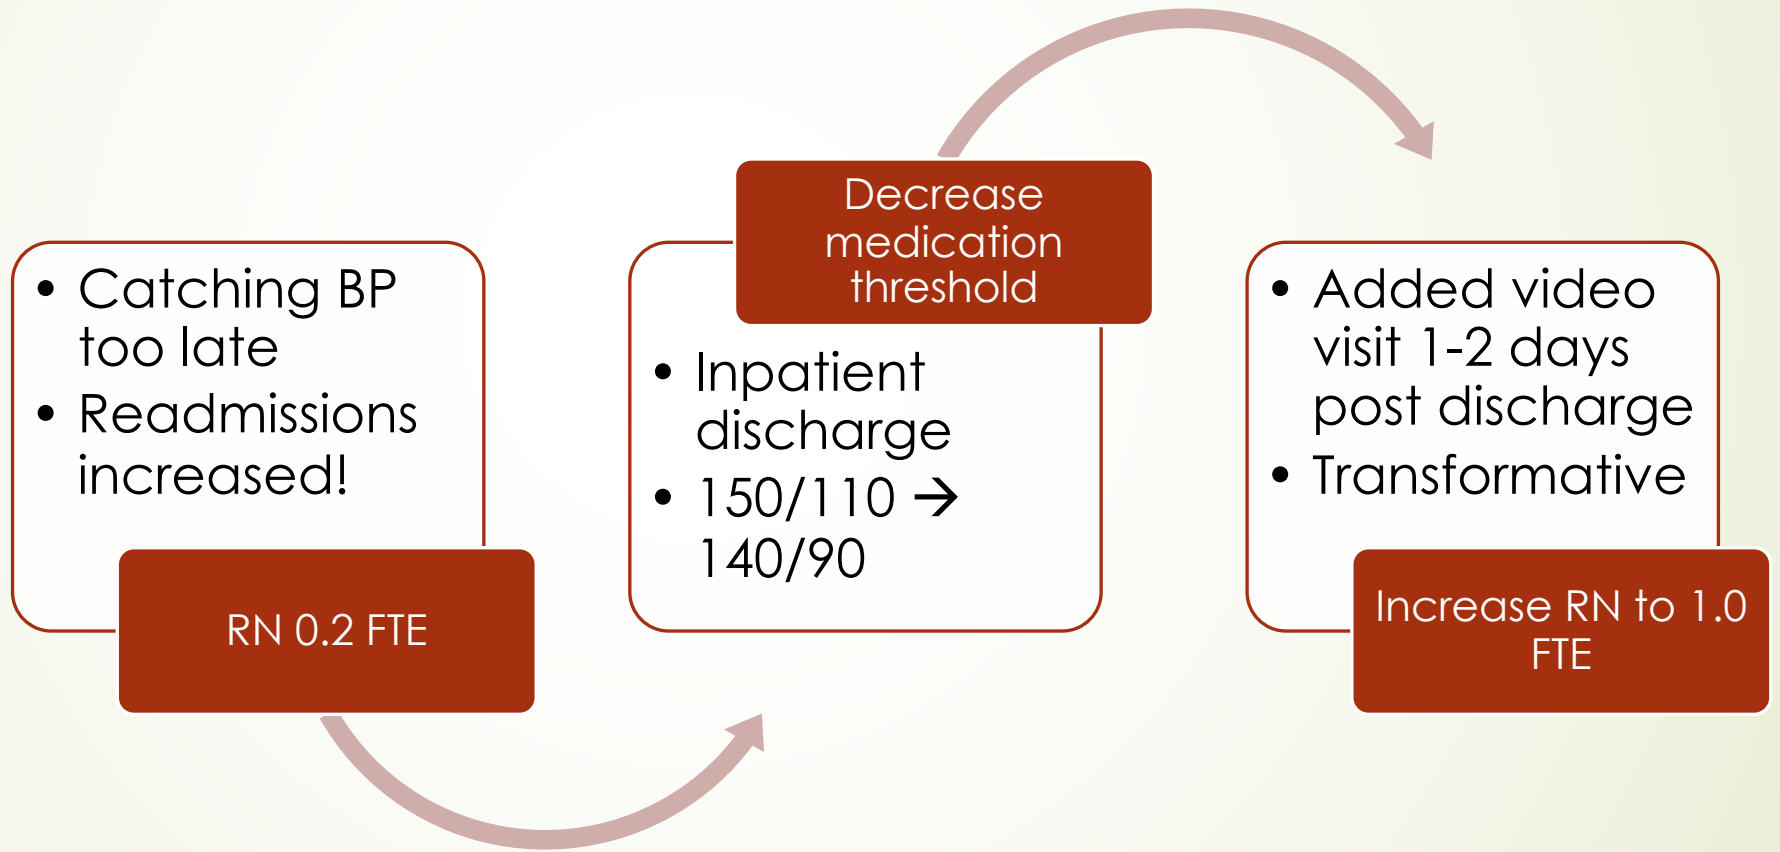 • Catching BP
too late
• Readmissions
increased!
RN 0.2 FTE
Decrease
medication
threshold
• Inpatient
discharge
• 150/110 →
140/90
• Added video
visit 1-2 days
post discharge
• Transformative
Increase RN to 1.0
FTE